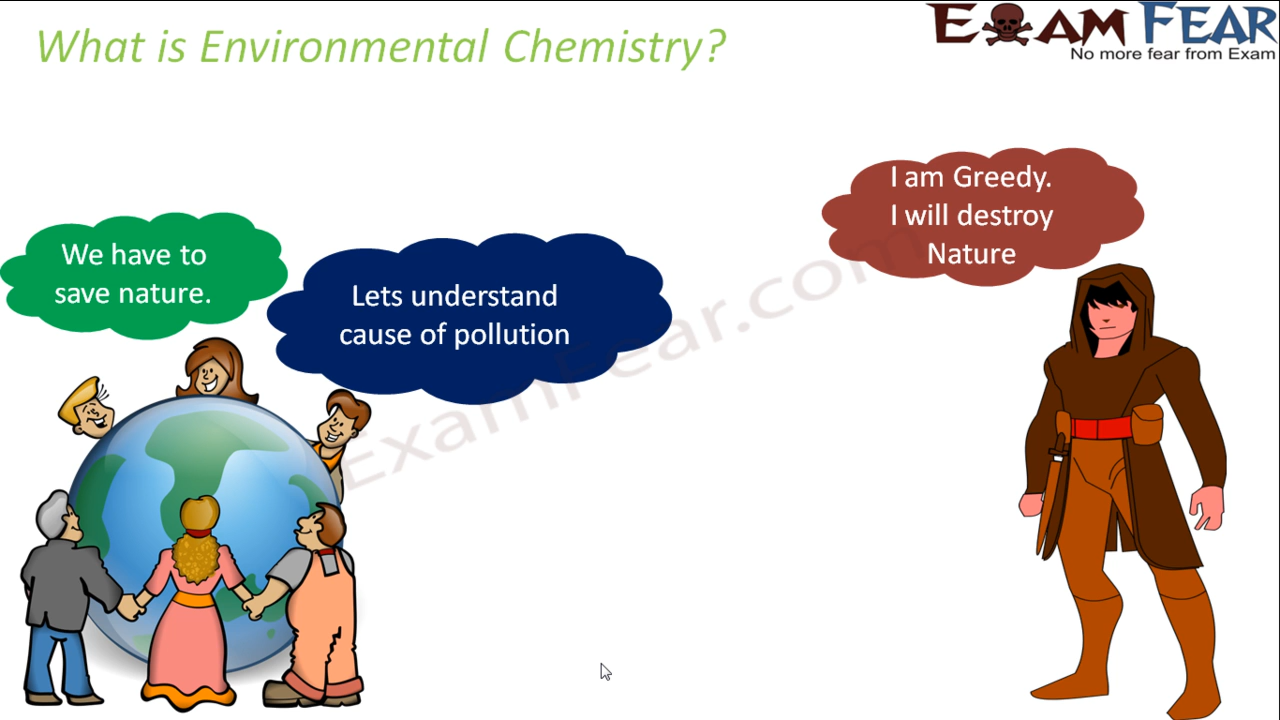 What is Environmental Chemistry?
EXAM FEAR
No more fear from Exam
I am Greedy.
I will destroy
Nature
We have to
save nature.
Lets understand
cause of pollution
ExamFear.com